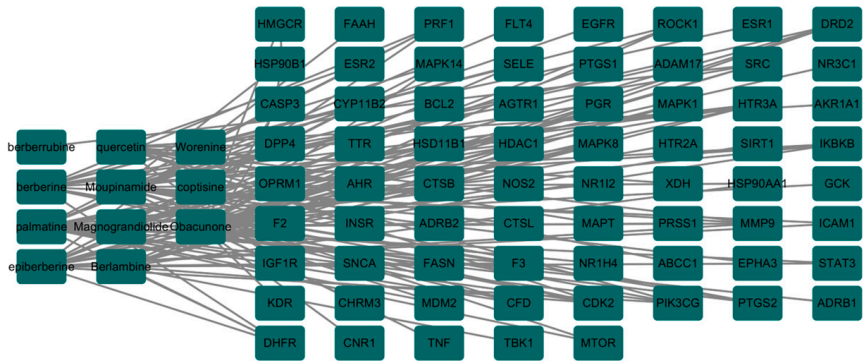 HMGCR FAAH PRF1 FLT4 EGFR ROCK1 ESR1 DRD2
HSP90B1 ESR2 MAPK14 SELE PTGS1 ADAM17 SRC NR3C1
CASP3 CYP11B2 BCL2 AGTR1 PGR MAPK1 HTR3A AKR1A1
berberrubine quercetin Worenine DPP4 TTR HSD11B1 HDAC1 MAPK8 HTR2A SIRT1 IKBKB
berberine Moupinamide coptisine OPRM1 AHR CTSB NOS2 NR1I2 XDH HSP90AA1 GCK
palmatine Magnograndiolide Obacunone F2 INSR ADRB2 CTSL MAPT PRSS1 MMP9 ICAM1
epiberberine Berlambine IGF1R SNCA FASN F3 NR1H4 ABCC1 EPHA3 STAT3
KDR CHRM3 MDM2 CFD CDK2 PIK3CG PTGS2 ADRB1
DHFR CNR1 TNF TBK1 MTOR